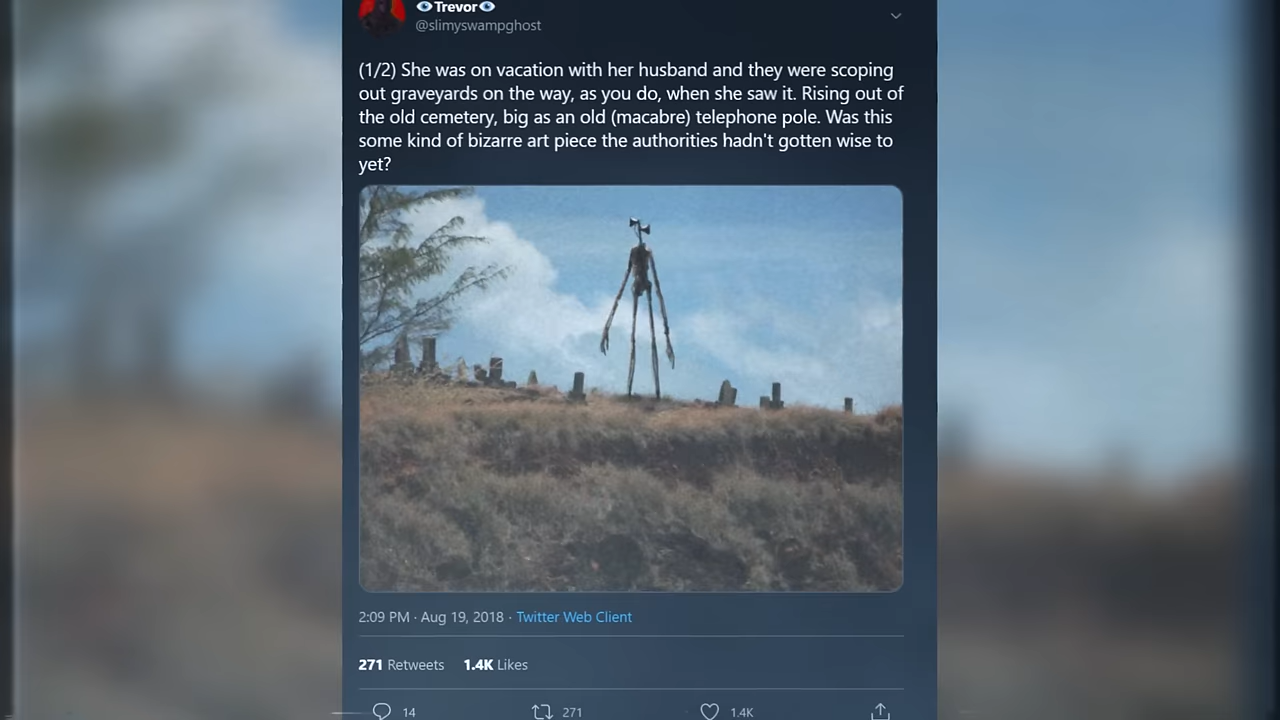 👁Trevor👁
@slimyswampghost
(1/2) She was on vacation with her husband and they were scoping
out graveyards on the way, as you do, when she saw it. Rising out of
the old cemetery, big as an old (macabre) telephone pole. Was this
some kind of bizarre art piece the authorities hadn't gotten wise to
yet?
2:09 PM · Aug 19, 2018 · Twitter Web Client
271 Retweets 1.4K Likes
14 271 1.4K